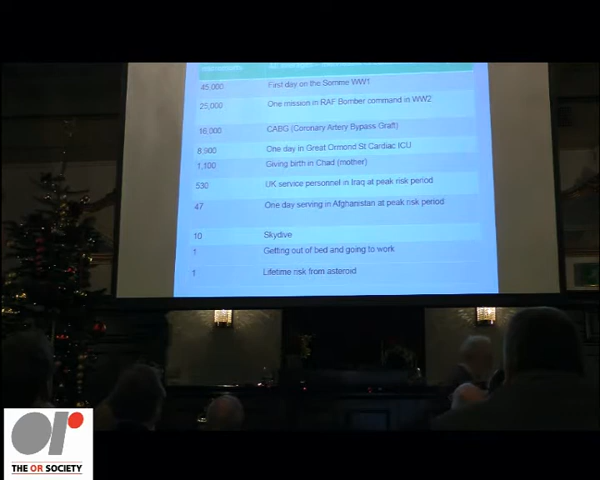 45,000 First day on the Somme WW1
25,000 One mission in RAF Bomber command in WW2
16,000 CABG (Coronary Artery Bypass Graft)
8,900 One day in Great Ormond St Cardiac ICU
1,100 Giving birth in Chad (mother)
530 UK service personnel in Iraq at peak risk period
47 One day serving in Afghanistan at peak risk period
10 Skydive
1 Getting out of bed and going to work
1 Lifetime risk from asteroid
or
THE OR SOCIETY